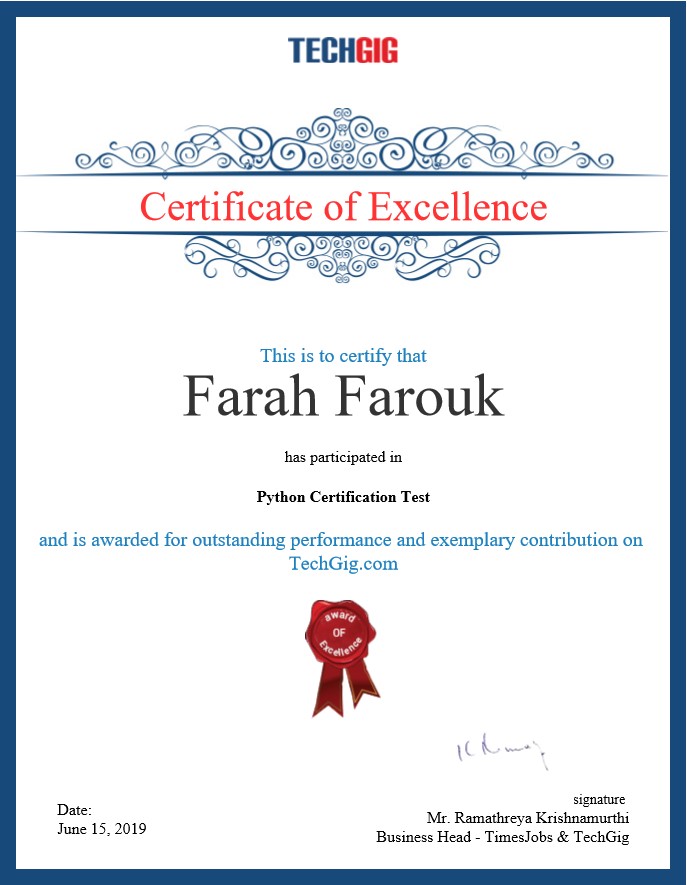 TECHGIG
Certificate of Excellence
This is to certify that
Farah Farouk
has participated in
Python Certification Test
and is awarded for outstanding performance and exemplary contribution on
TechGig.com
award
OF
Excellence
signature
Mr. Ramathreya Krishnamurthi
Business Head - TimesJobs & TechGig
Date:
June 15, 2019